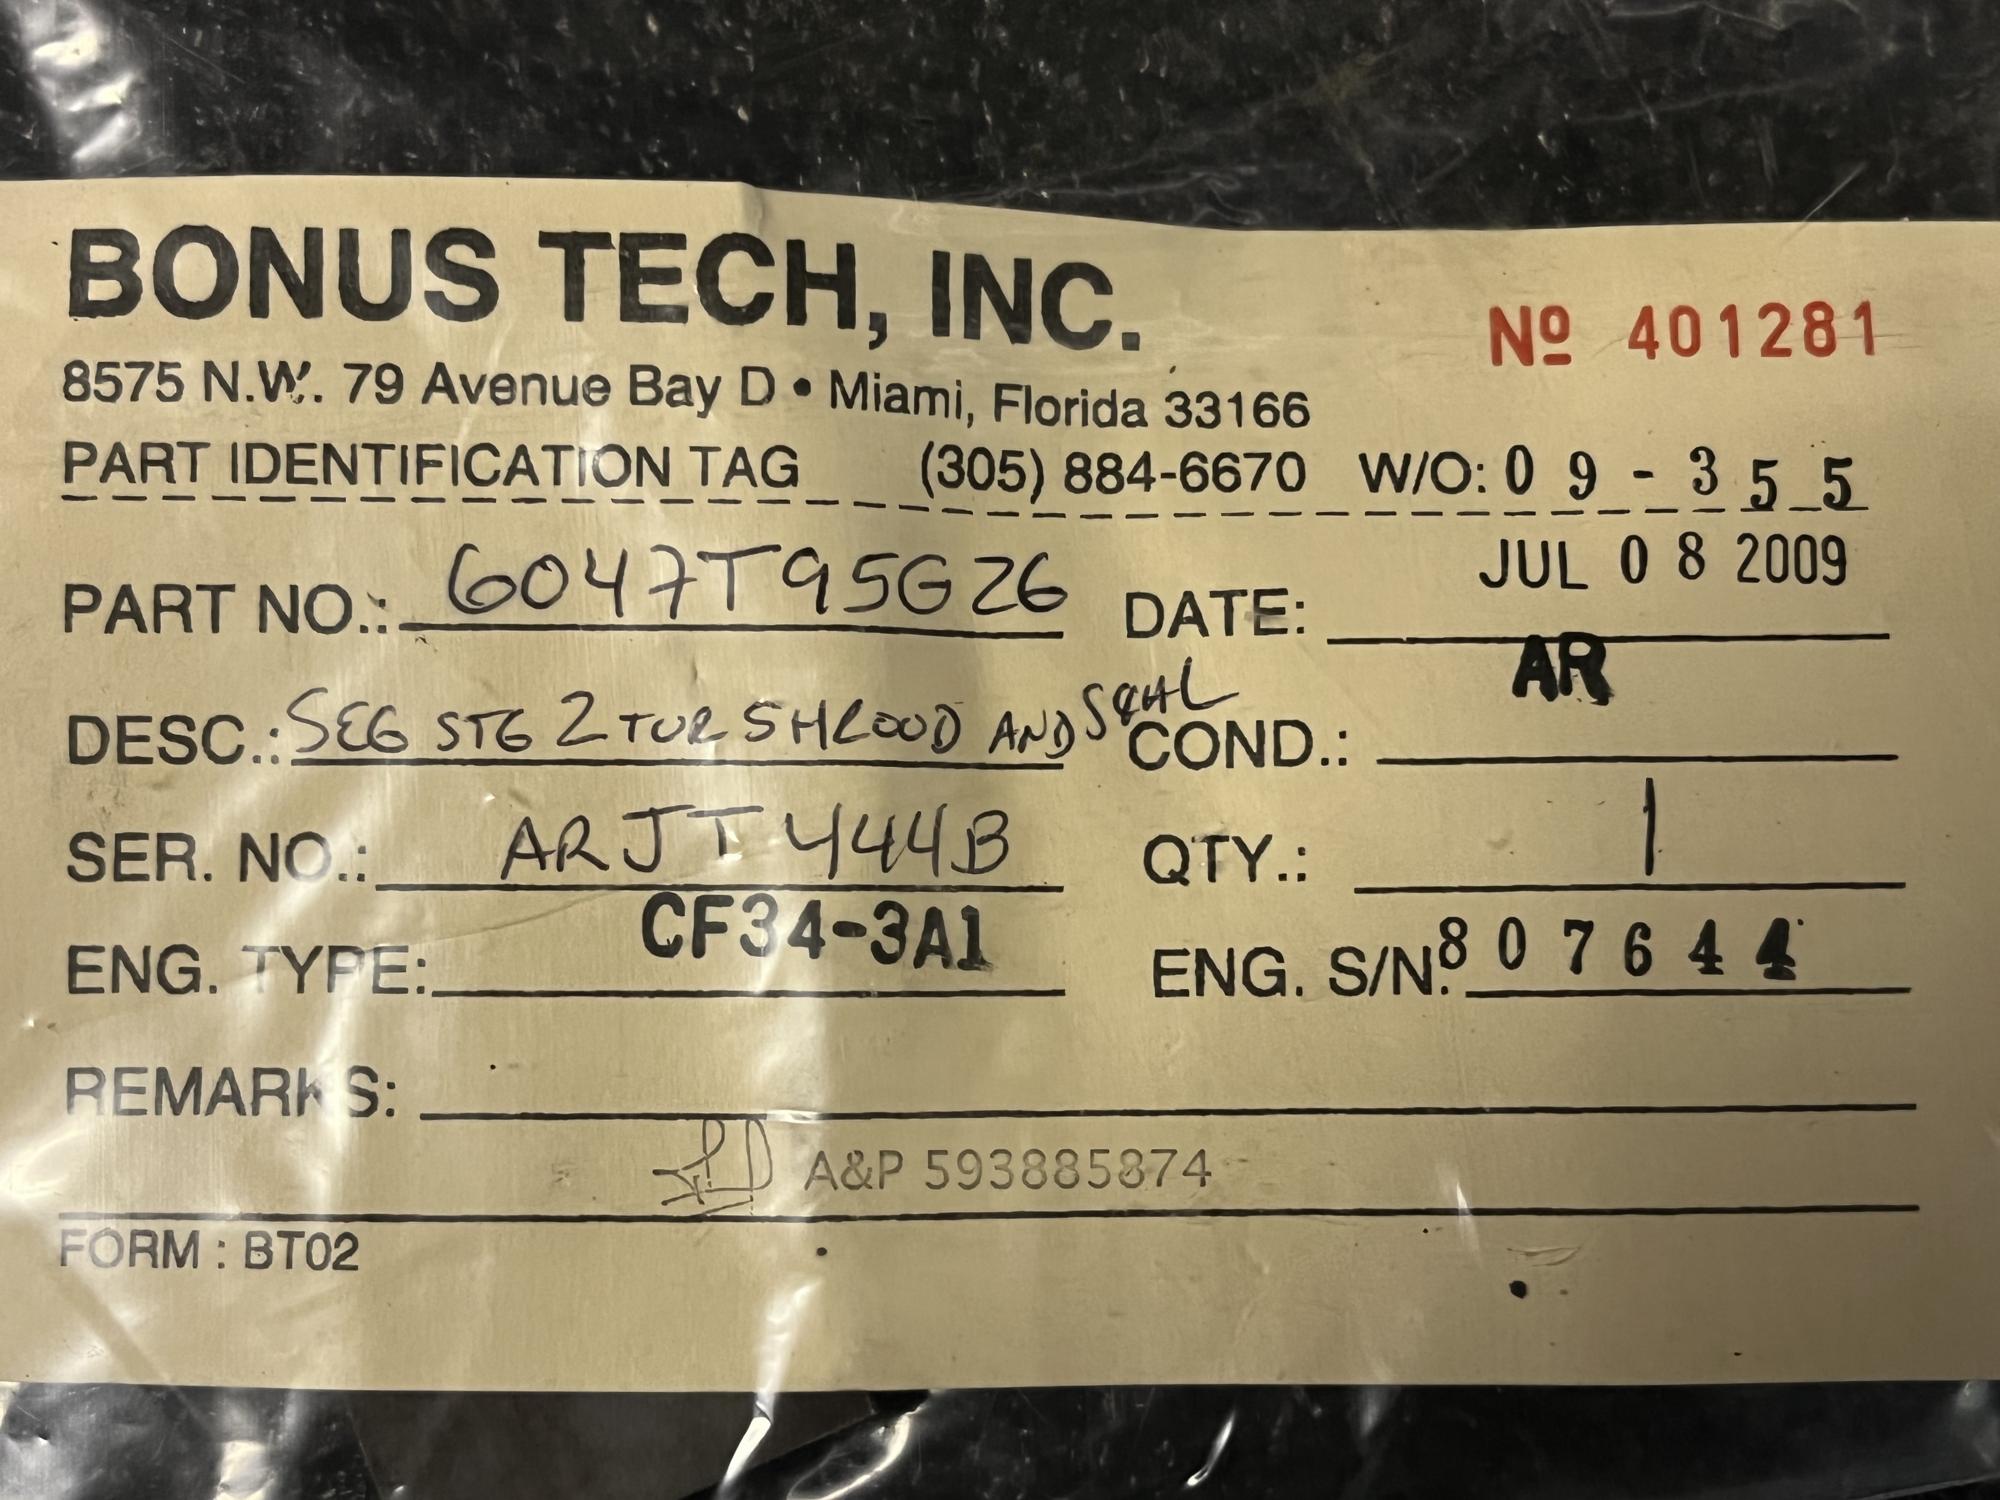 BONUS TECH, INC.
Nº 401281
8575 N.W. 79 Avenue Bay D • Miami, Florida 33166
PART IDENTIFICATION TAG (305) 884-6670 W/O: 09-355
PART NO.: 6047T95G26 DATE: JUL 08 2009
DESC.: SEG STG 2 TUR SHROUD AND COND.: AR
SER. NO.: ARJT444B QTY.: 1
ENG. TYPE: CF34-3A1 ENG. S/N: 807644
REMARKS:
A&P 593885874
FORM : BT02